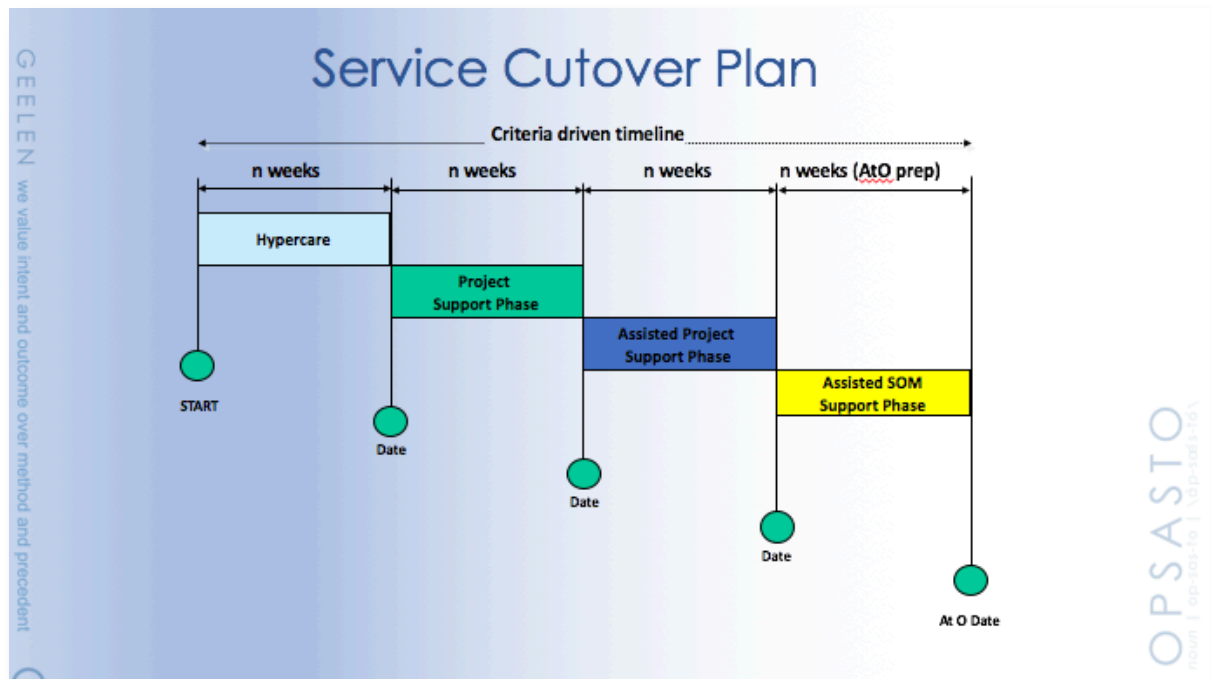 Service Cutover Plan
Criteria driven timeline
n weeks
n weeks
n weeks
n weeks (AtO prep)
Hypercare
Project
Support Phase
Assisted Project
Support Phase
Assisted SOM
Support Phase
START
Date
Date
Date
At O Date
GEELEN we value intent and outcome over method and precedent
OPSASTO